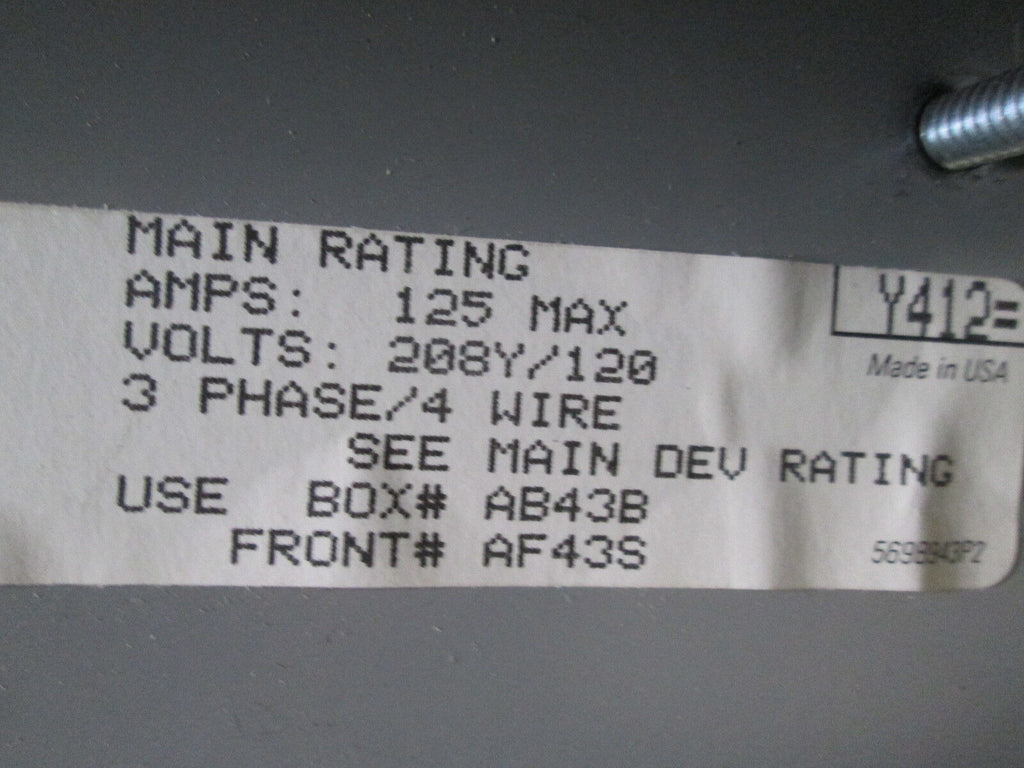 MAIN RATING
AMPS: 125 MAX
VOLTS: 208Y/120
3 PHASE/4 WIRE
SEE MAIN DEV RATING
USE BOX# AB43B
FRONT# AF43S
Y412=
Made in USA